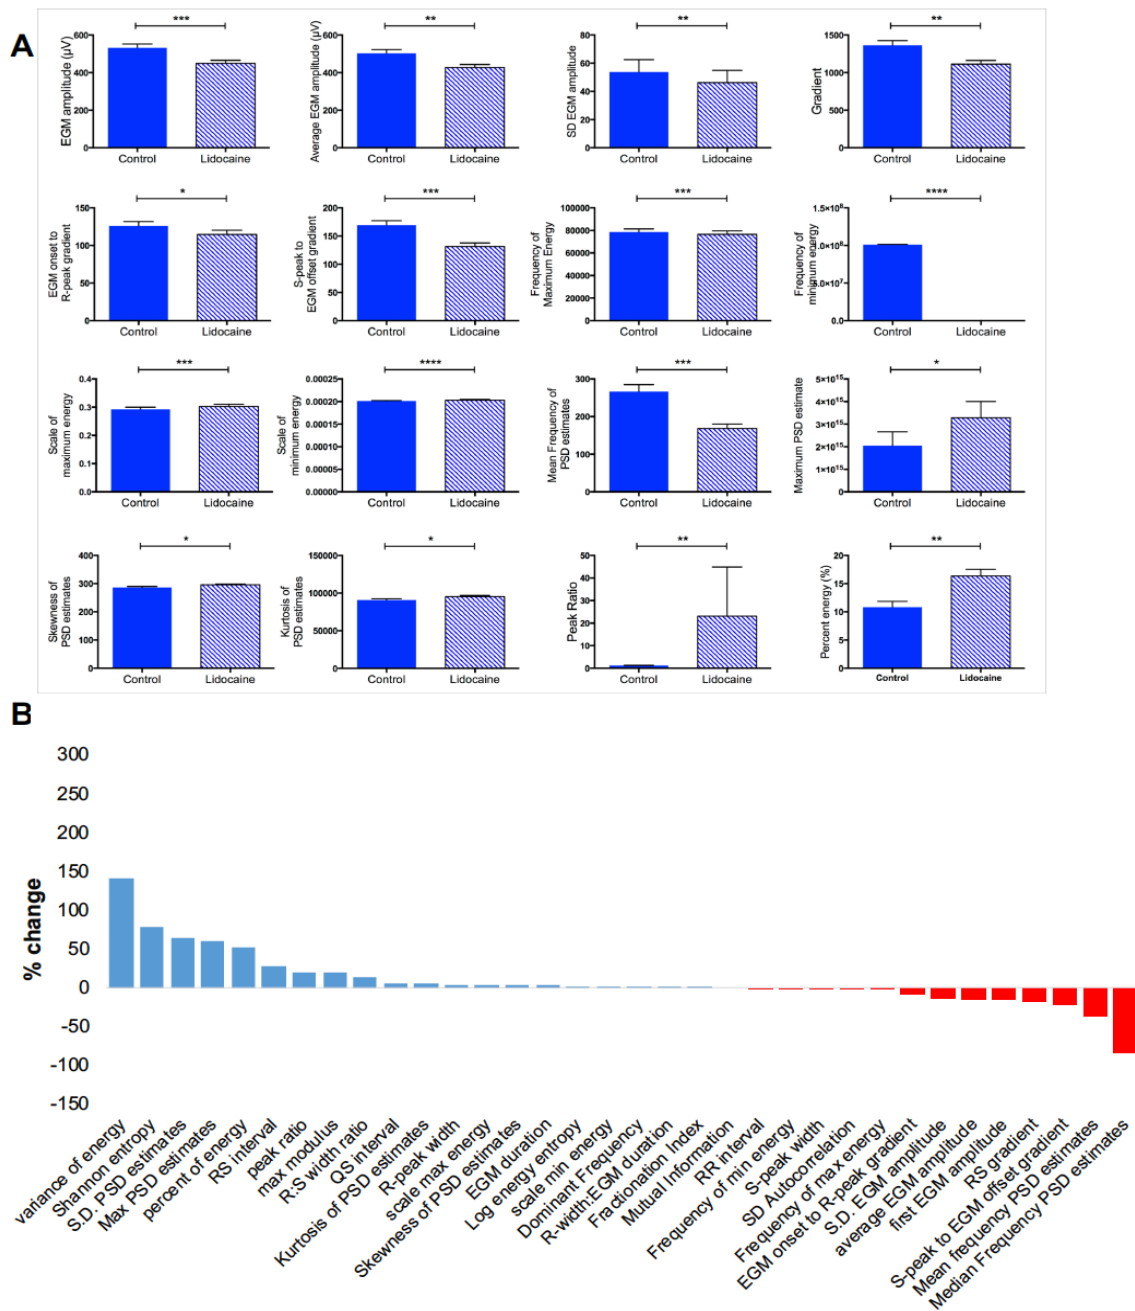 A
***
EGM amplitude (µV)
600
400
200
0
Control
Lidocaine
**
Average EGM amplitude (µV)
600
400
200
0
Control
Lidocaine
**
SD EGM amplitude
80
60
40
20
0
Control
Lidocaine
**
Gradient
1500
1000
500
0
Control
Lidocaine
*
EGM onset to
R-peak gradient
150
100
50
0
Control
Lidocaine
***
S-peak to
EGM offset gradient
200
150
100
50
0
Control
Lidocaine
***
Frequency of
Maximum Energy
100000
80000
60000
40000
20000
0
Control
Lidocaine
****
Frequency of
minimum energy
1.5×10⁸
.0×10⁸
.0×10⁷
0.0
Control
Lidocaine
***
Scale of
maximum energy
0.4
0.3
0.2
0.1
0.0
Control
Lidocaine
****
Scale of
minimum energy
0.00025
0.00020
0.00015
0.00010
0.00005
0.00000
Control
Lidocaine
***
Mean Frequency of
PSD estimates
300
200
100
0
Control
Lidocaine
*
Maximum PSD estimate
5×10¹⁵
4×10¹⁵
3×10¹⁵
2×10¹⁵
1×10¹⁵
0
Control
Lidocaine
*
Skewness of
PSD estimates
400
300
200
100
0
Control
Lidocaine
*
Kurtosis of
PSD estimates
150000
100000
50000
0
Control
Lidocaine
**
Peak Ratio
50
40
30
20
10
0
Control
Lidocaine
**
Percent energy (%)
20
15
10
5
0
Control
Lidocaine
B
% change
300
250
200
150
100
50
0
-50
-100
-150
variance of energy
Shannon entropy
S.D. PSD estimates
Max PSD estimates
percent of energy
RS interval
peak ratio
max modulus
R:S width ratio
QS interval
Kurtosis of PSD estimates
R-peak width
scale max energy
Skewness of PSD estimates
EGM duration
Log energy entropy
scale min energy
Dominant Frequency
R-width:EGM duration
Fractionation Index
Mutual Information
RR interval
Frequency of min energy
S-peak width
SD Autocorrelation
Frequency of max energy
EGM onset to R-peak gradient
S.D. EGM amplitude
average EGM amplitude
first EGM amplitude
RS gradient
S-peak to EGM offset gradient
Mean frequency PSD estimates
Median Frequency PSD estimates